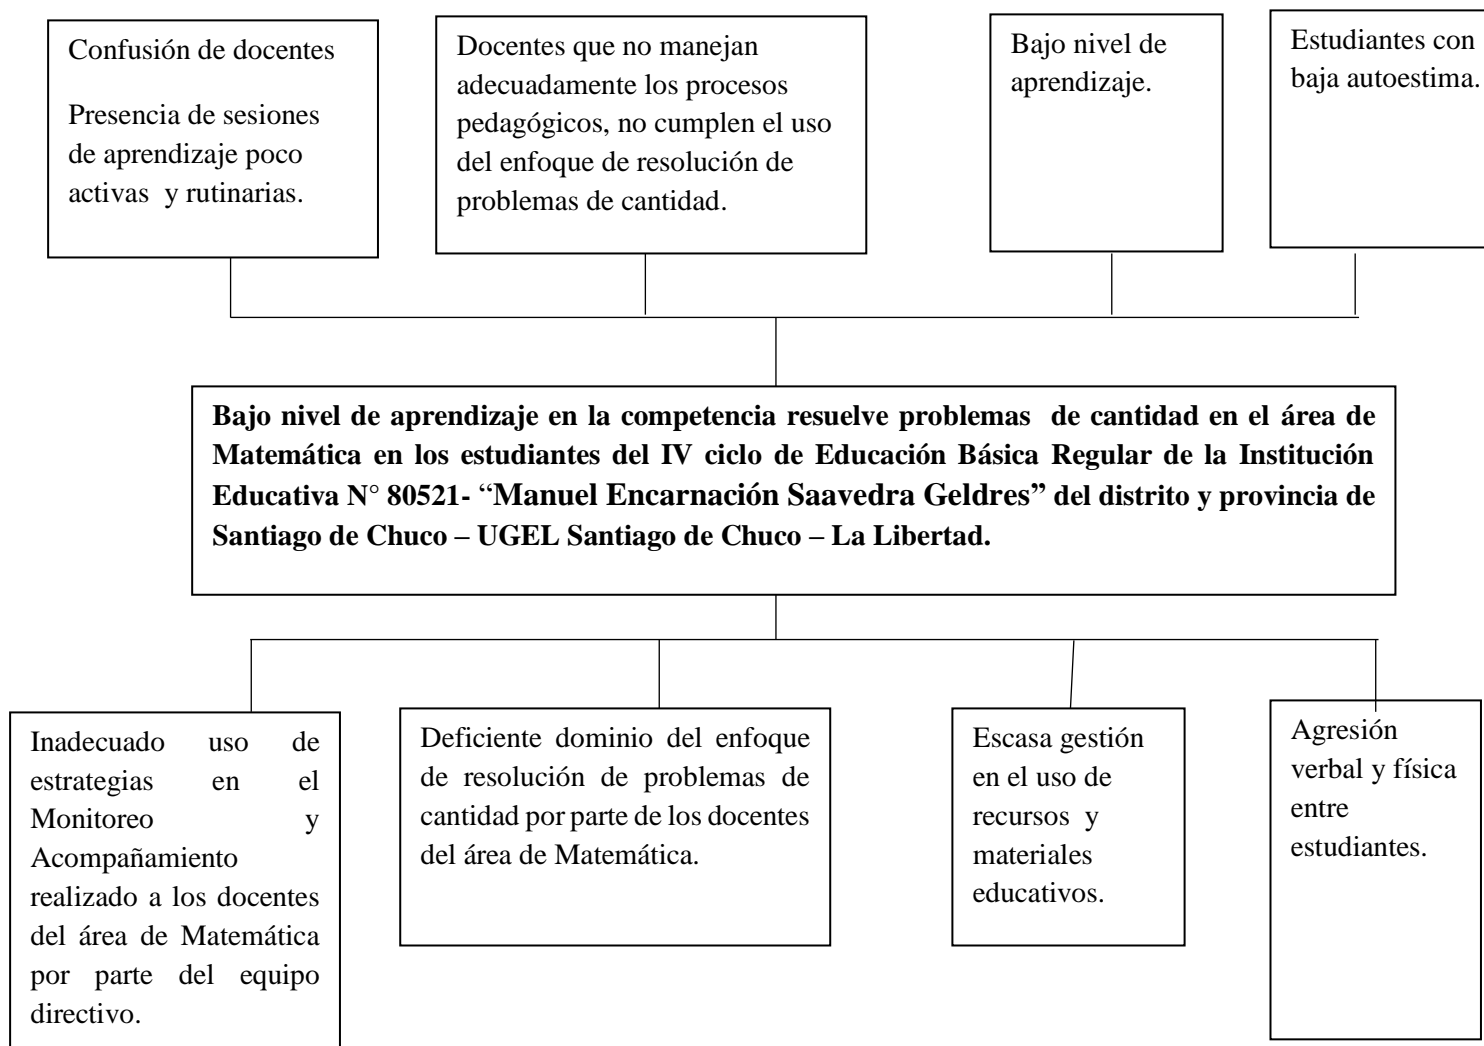 Confusión de docentes
Presencia de sesiones
de aprendizaje poco
activas y rutinarias.
Docentes que no manejan
adecuadamente los procesos
pedagógicos, no cumplen el uso
del enfoque de resolución de
problemas de cantidad.
Bajo nivel de
aprendizaje.
Estudiantes con
baja autoestima.
Bajo nivel de aprendizaje en la competencia resuelve problemas de cantidad en el área de
Matemática en los estudiantes del IV ciclo de Educación Básica Regular de la Institución
Educativa N° 80521- “Manuel Encarnación Saavedra Geldres” del distrito y provincia de
Santiago de Chuco – UGEL Santiago de Chuco – La Libertad.
Inadecuado uso de
estrategias en el
Monitoreo y
Acompañamiento
realizado a los docentes
del área de Matemática
por parte del equipo
directivo.
Deficiente dominio del enfoque
de resolución de problemas de
cantidad por parte de los docentes
del área de Matemática.
Escasa gestión
en el uso de
recursos y
materiales
educativos.
Agresión
verbal y física
entre
estudiantes.